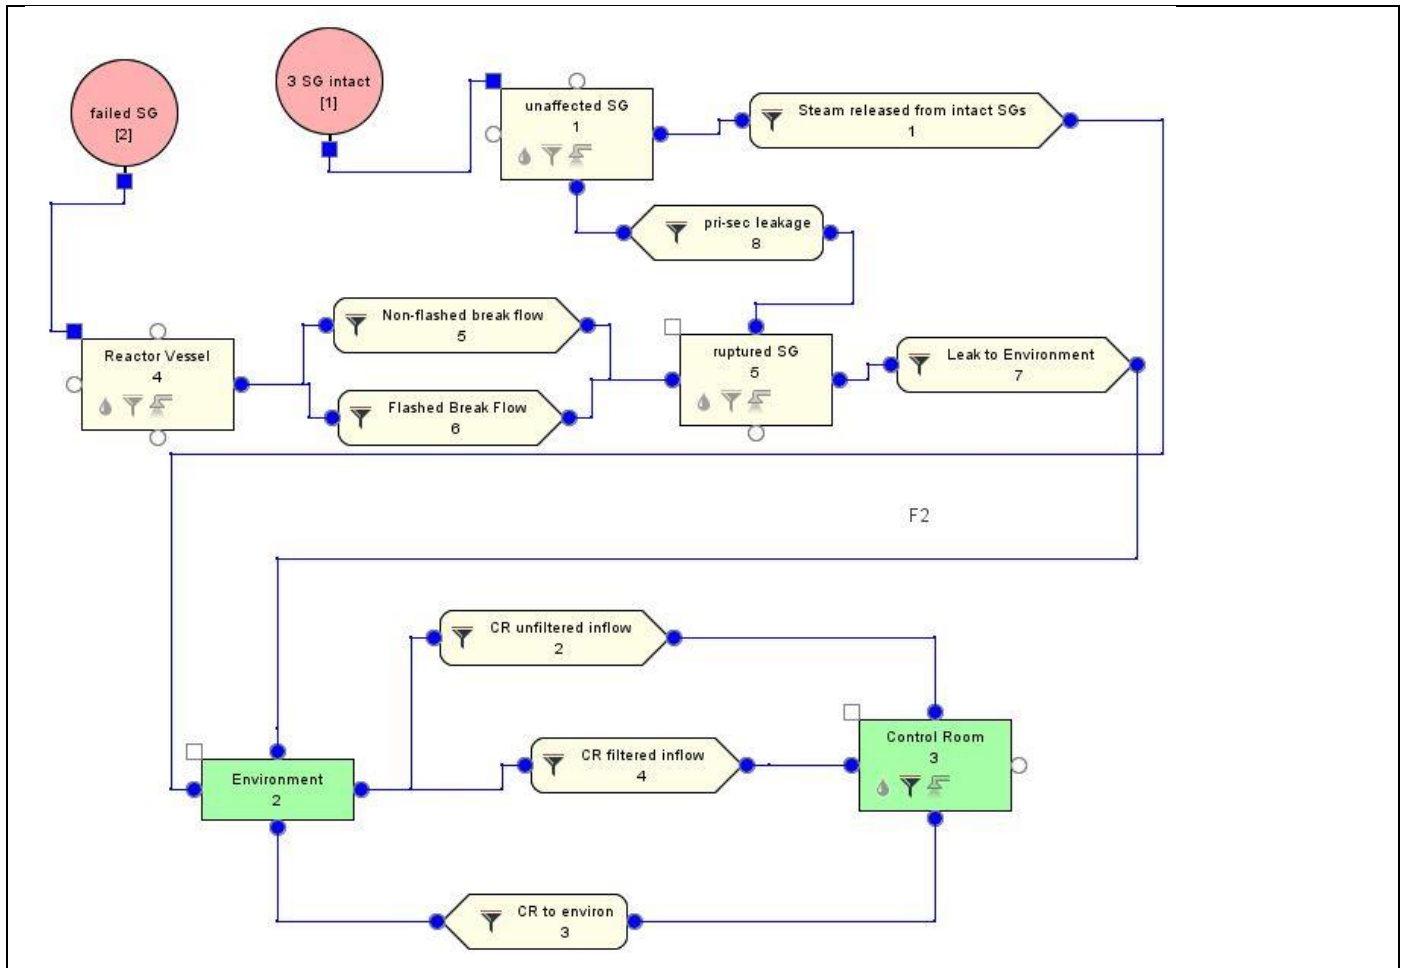 3 SG intact
[1]
failed SG
[2]
unaffected SG
1
Steam released from intact SGs
1
pri-sec leakage
8
Non-flashed break flow
5
Reactor Vessel
4
ruptured SG
5
Leak to Environment
7
Flashed Break Flow
6
F2
CR unfiltered inflow
2
Control Room
3
CR filtered inflow
4
Environment
2
CR to environ
3